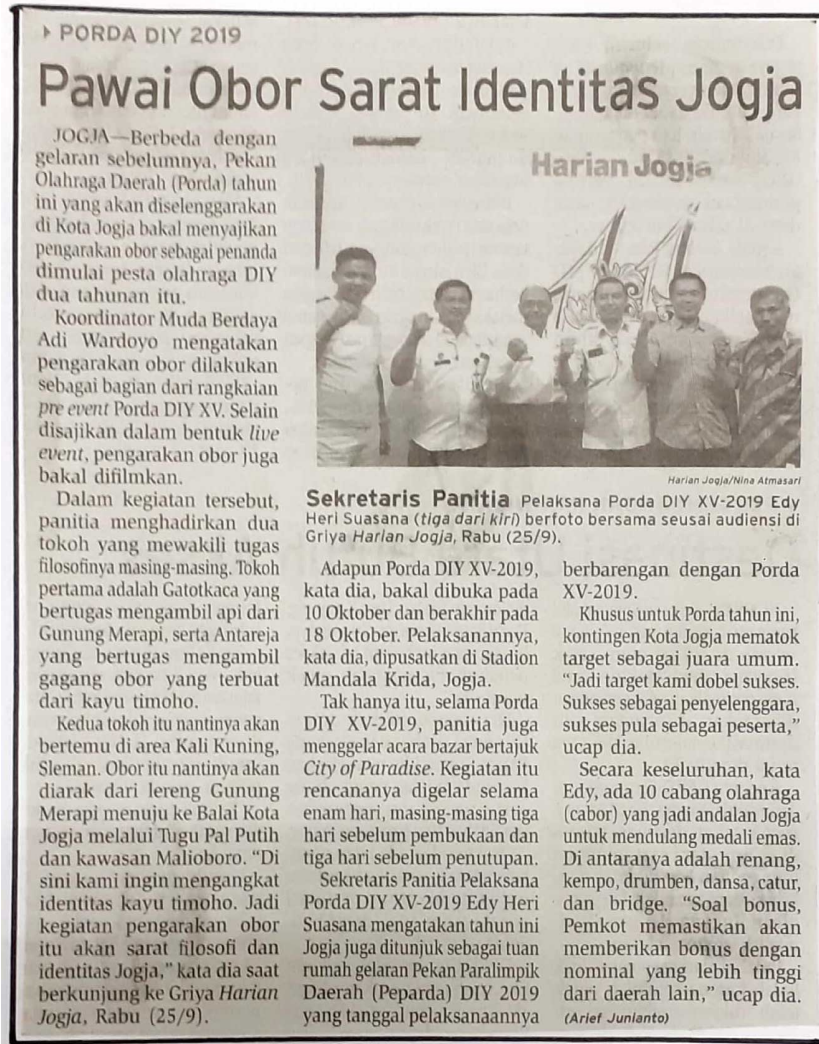 PORDA DIY 2019
Pawai Obor Sarat Identitas Jogja
JOGJA—Berbeda dengan
gelaran sebelumnya, Pekan
Olahraga Daerah (Porda) tahun
ini yang akan diselenggarakan
di Kota Jogja bakal menyajikan
pengarakan obor sebagai penanda
dimulai pesta olahraga DIY
dua tahunan itu.
Koordinator Muda Berdaya
Adi Wardoyo mengatakan
pengarakan obor dilakukan
sebagai bagian dari rangkaian
pre event Porda DIY XV. Selain
disajikan dalam bentuk live
event, pengarakan obor juga
bakal difilmkan.
Dalam kegiatan tersebut,
panitia menghadirkan dua
tokoh yang mewakili tugas
filosofinya masing-masing. Tokoh
pertama adalah Gatotkaca yang
bertugas mengambil api dari
Gunung Merapi, serta Antareja
yang bertugas mengambil
gagang obor yang terbuat
dari kayu timoho.
Kedua tokoh itu nantinya akan
bertemu di area Kali Kuning,
Sleman. Obor itu nantinya akan
diarak dari lereng Gunung
Merapi menuju ke Balai Kota
Jogja melalui Tugu Pal Putih
dan kawasan Malioboro. “Di
sini kami ingin mengangkat
identitas kayu timoho. Jadi
kegiatan pengarakan obor
itu akan sarat filosofi dan
identitas Jogja,” kata dia saat
berkunjung ke Griya Harian
Jogja, Rabu (25/9).
Harian Jogja
Harian Jogja/Nina Atmasari
Sekretaris Panitia Pelaksana Porda DIY XV-2019 Edy
Heri Suasana (tiga dari kiri) berfoto bersama seusai audiensi di
Griya Harian Jogja, Rabu (25/9).
Adapun Porda DIY XV-2019,
kata dia, bakal dibuka pada
10 Oktober dan berakhir pada
18 Oktober. Pelaksanannya,
kata dia, dipusatkan di Stadion
Mandala Krida, Jogja.
Tak hanya itu, selama Porda
DIY XV-2019, panitia juga
menggelar acara bazar bertajuk
City of Paradise. Kegiatan itu
rencananya digelar selama
enam hari, masing-masing tiga
hari sebelum pembukaan dan
tiga hari sebelum penutupan.
Sekretaris Panitia Pelaksana
Porda DIY XV-2019 Edy Heri
Suasana mengatakan tahun ini
Jogja juga ditunjuk sebagai tuan
rumah gelaran Pekan Paralimpik
Daerah (Peparda) DIY 2019
yang tanggal pelaksanaannya
berbarengan dengan Porda
XV-2019.
Khusus untuk Porda tahun ini,
kontingen Kota Jogja mematok
target sebagai juara umum.
“Jadi target kami dobel sukses.
Sukses sebagai penyelenggara,
sukses pula sebagai peserta,”
ucap dia.
Secara keseluruhan, kata
Edy, ada 10 cabang olahraga
(cabor) yang jadi andalan Jogja
untuk mendulang medali emas.
Di antaranya adalah renang,
kempo, drumben, dansa, catur,
dan bridge. “Soal bonus,
Pemkot memastikan akan
memberikan bonus dengan
nominal yang lebih tinggi
dari daerah lain,” ucap dia.
(Arief Junianto)